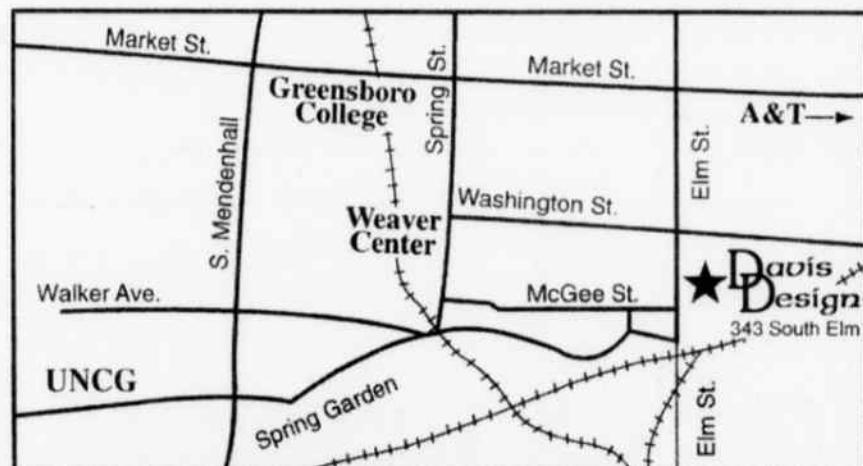 Market St.
Market St.
Greensboro
College
Spring St.
A&T
S. Mendenhall
Elm St.
Washington St.
Weaver
Center
Walker Ave.
McGee St.
Davis
Design
343 South Elm
UNCG
Spring Garden
Elm St.